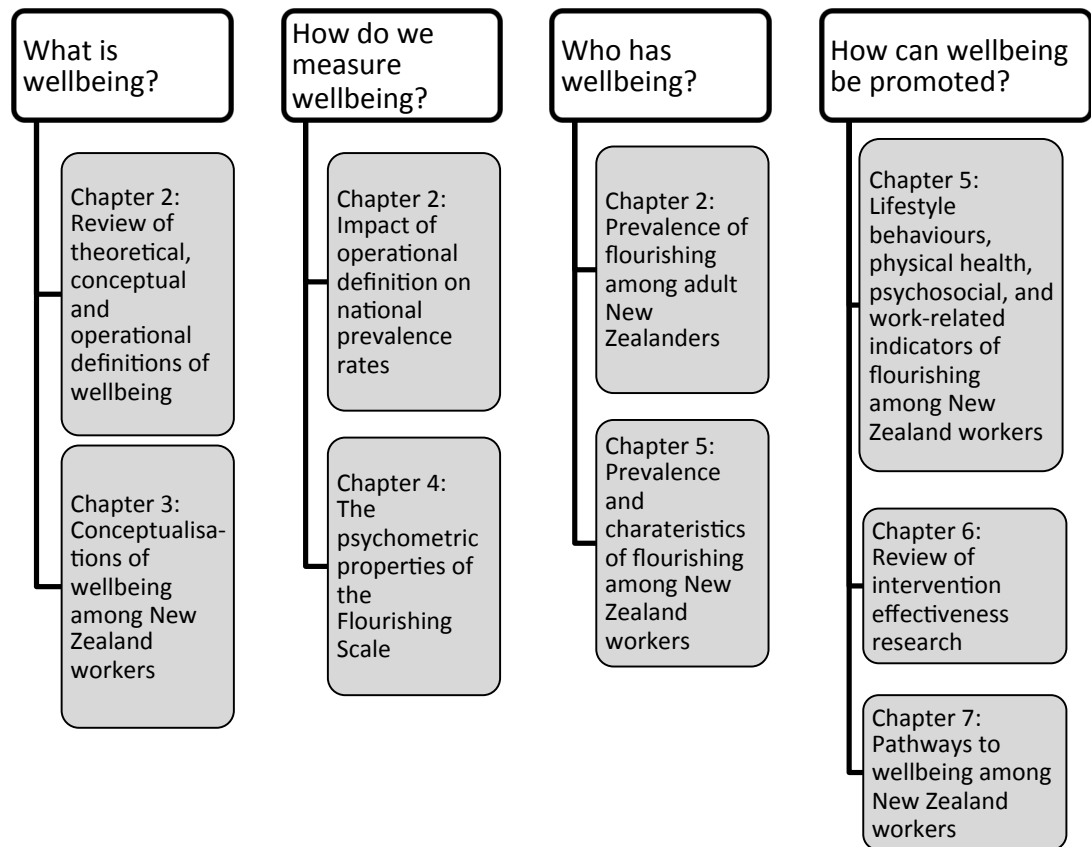 What is
wellbeing?
Chapter 2:
Review of
theoretical,
conceptual
and
operational
definitions of
wellbeing
Chapter 3:
Conceptualisa-
tions of
wellbeing
among New
Zealand
workers
How do we
measure
wellbeing?
Chapter 2:
Impact of
operational
definition on
national
prevalence
rates
Chapter 4:
The
psychometric
properties of
the
Flourishing
Scale
Who has
wellbeing?
Chapter 2:
Prevalence of
flourishing
among adult
New
Zealanders
Chapter 5:
Prevalence
and
charateristics
of flourishing
among New
Zealand
workers
How can wellbeing
be promoted?
Chapter 5:
Lifestyle
behaviours,
physical health,
psychosocial, and
work-related
indicators of
flourishing
among New
Zealand workers
Chapter 6:
Review of
intervention
effectiveness
research
Chapter 7:
Pathways to
wellbeing among
New Zealand
workers